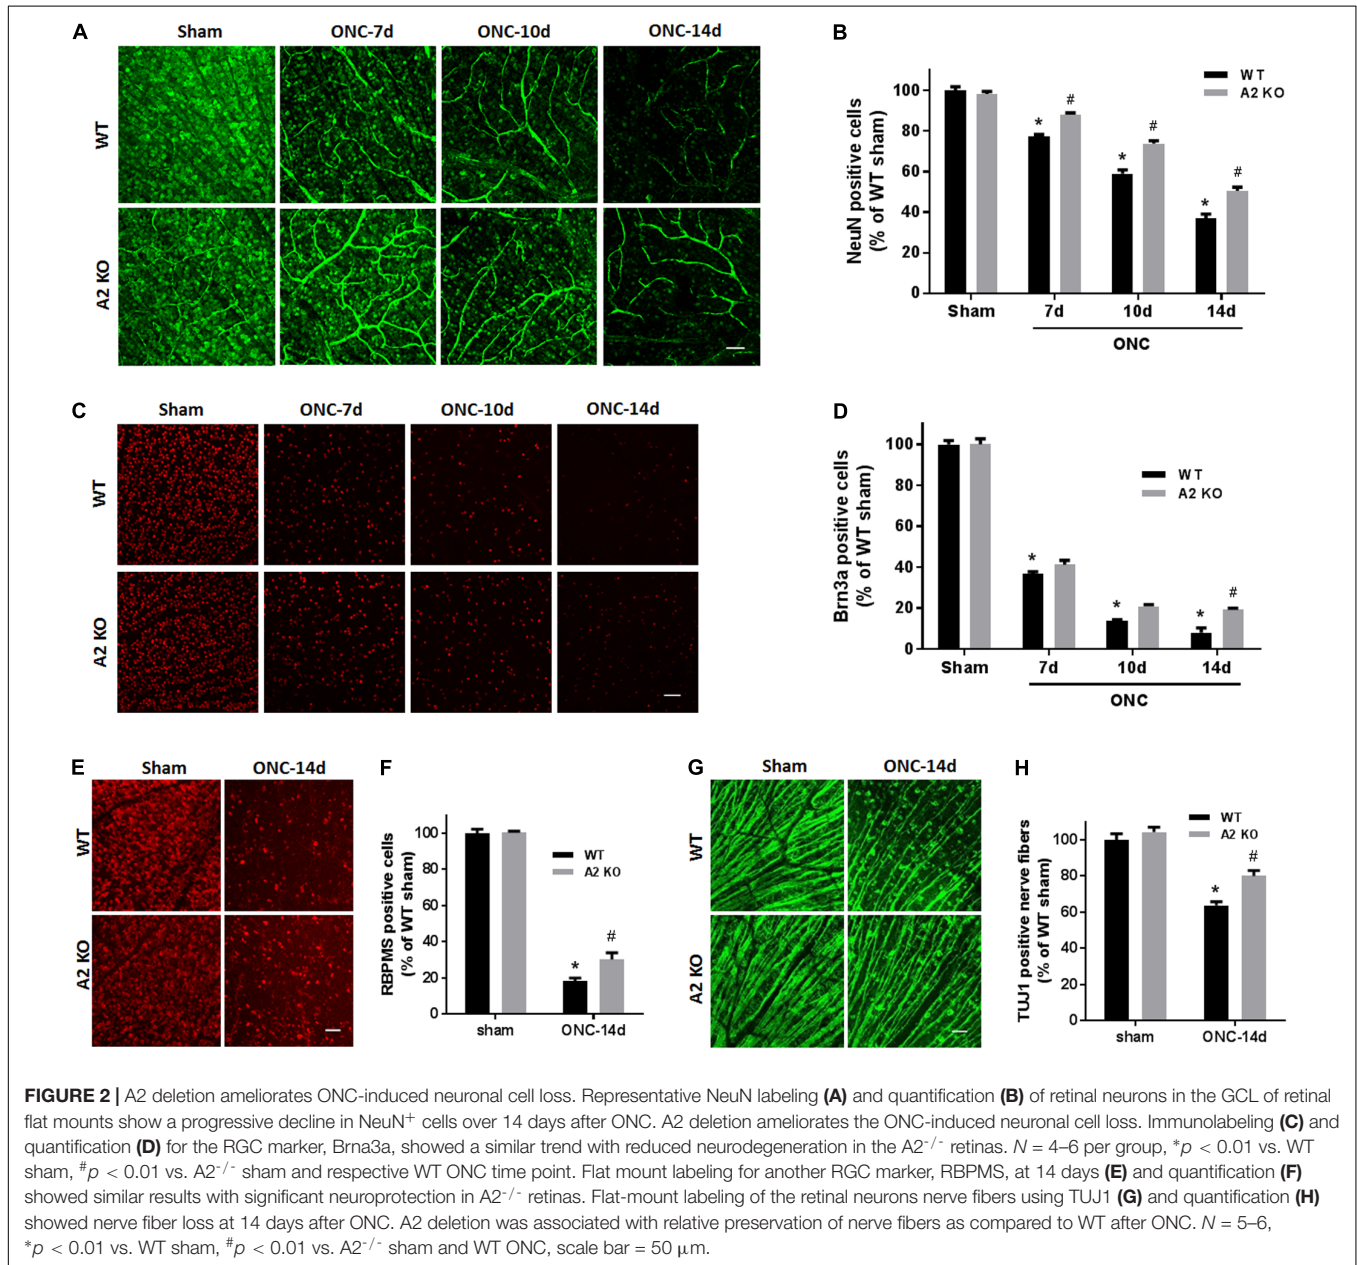 A
Sham
ONC-7d
ONC-10d
ONC-14d
WT
A2 KO
B
NeuN positive cells
(% of WT sham)
100
80
60
40
20
0
WT
A2 KO
*
#
*
#
*
#
Sham
7d
10d
14d
ONC
C
Sham
ONC-7d
ONC-10d
ONC-14d
WT
A2 KO
D
Brn3a positive cells
(% of WT sham)
100
80
60
40
20
0
WT
A2 KO
*
*
*
#
Sham
7d
10d
14d
ONC
E
Sham
ONC-14d
WT
A2 KO
F
RBPMS positive cells
(% of WT sham)
100
80
60
40
20
0
WT
A2 KO
*
#
sham
ONC-14d
G
Sham
ONC-14d
WT
A2 KO
H
TUJ1 positive nerve fibers
(% of WT sham)
100
80
60
40
20
0
WT
A2 KO
*
#
sham
ONC-14d
FIGURE 2 | A2 deletion ameliorates ONC-induced neuronal cell loss. Representative NeuN labeling (A) and quantification (B) of retinal neurons in the GCL of retinal
flat mounts show a progressive decline in NeuN⁺ cells over 14 days after ONC. A2 deletion ameliorates the ONC-induced neuronal cell loss. Immunolabeling (C) and
quantification (D) for the RGC marker, Brna3a, showed a similar trend with reduced neurodegeneration in the A2⁻/⁻ retinas. N = 4–6 per group, *p < 0.01 vs. WT
sham, #p < 0.01 vs. A2⁻/⁻ sham and respective WT ONC time point. Flat mount labeling for another RGC marker, RBPMS, at 14 days (E) and quantification (F)
showed similar results with significant neuroprotection in A2⁻/⁻ retinas. Flat-mount labeling of the retinal neurons nerve fibers using TUJ1 (G) and quantification (H)
showed nerve fiber loss at 14 days after ONC. A2 deletion was associated with relative preservation of nerve fibers as compared to WT after ONC. N = 5–6,
*p < 0.01 vs. WT sham, #p < 0.01 vs. A2⁻/⁻ sham and WT ONC, scale bar = 50 μm.